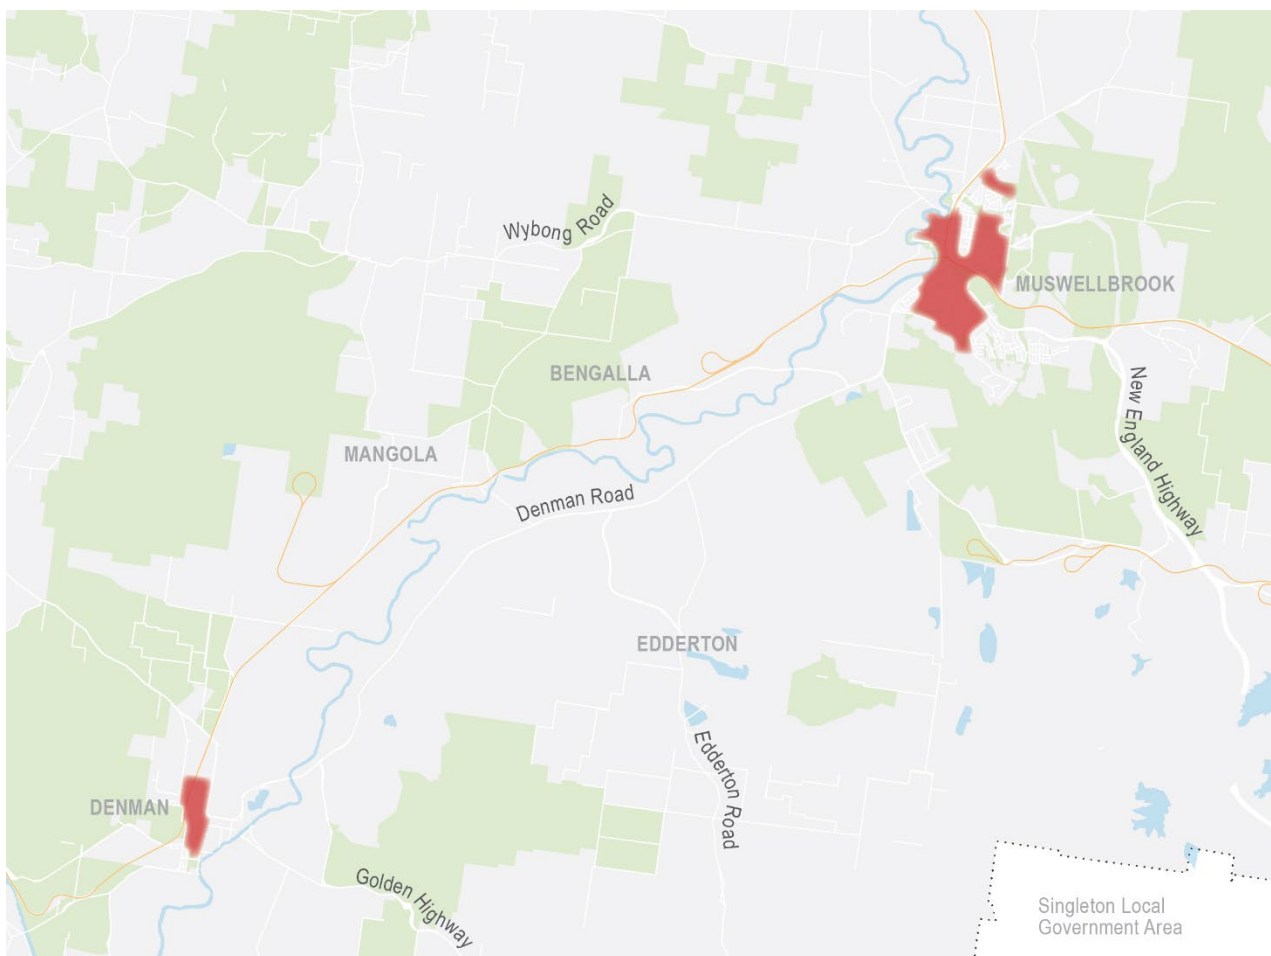 Wybong Road
MUSWELLBROOK
BENGALLA
New England Highway
MANGOLA
Denman Road
EDDERTON
Edderton Road
DENMAN
Golden Highway
Singleton Local
Government Area